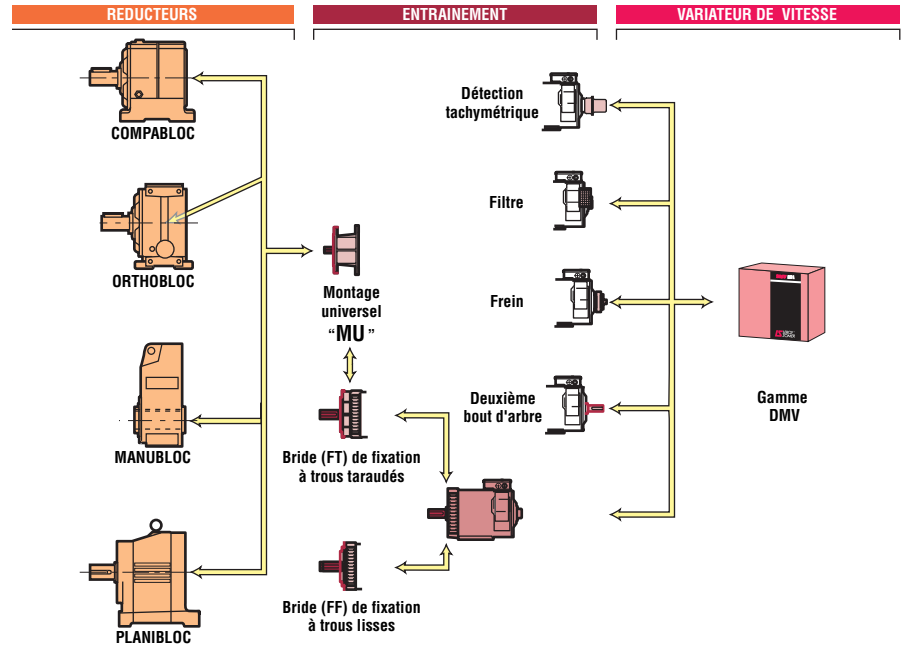 REDUCTEURS
ENTRAINEMENT
VARIATEUR DE VITESSE
COMPABLOC
ORTHOBLOC
MANUBLOC
PLANIBLOC
Montage
universel
“MU”
Bride (FT) de fixation
à trous taraudés
Bride (FF) de fixation
à trous lisses
Détection
tachymétrique
Filtre
Frein
Deuxième
bout d'arbre
Gamme
DMV